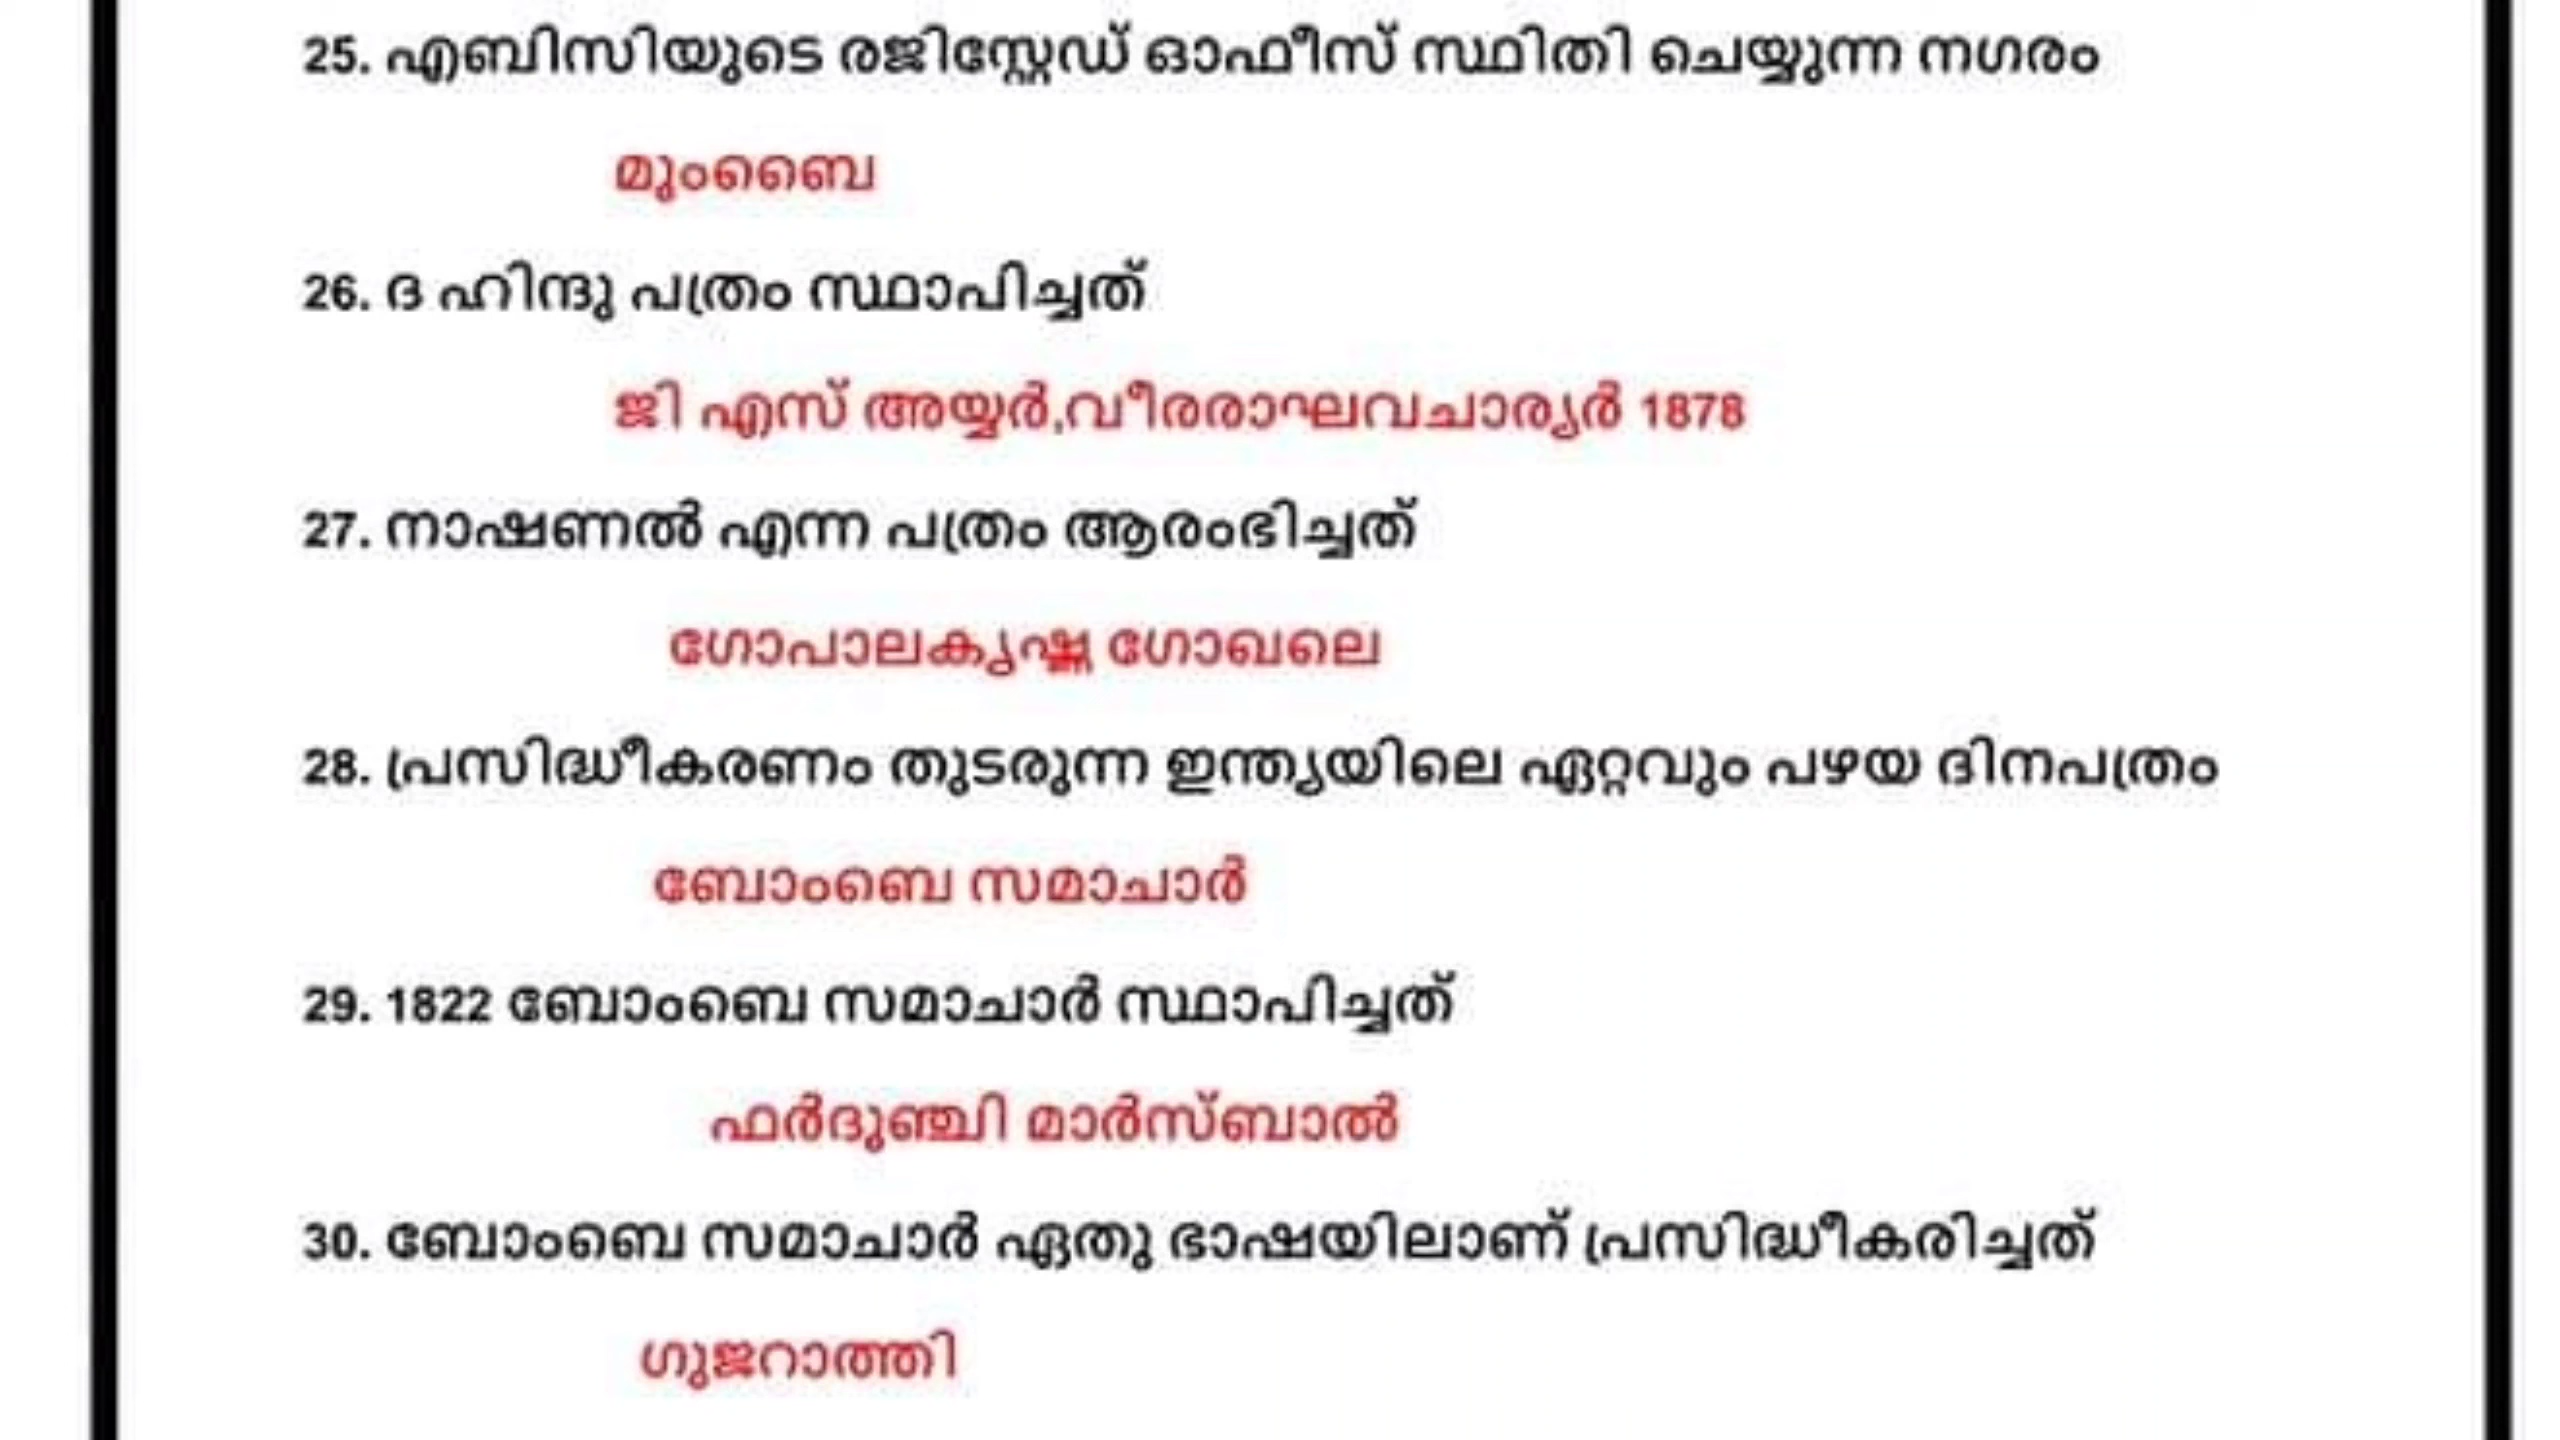 25. എബിസിയുടെ രജിസ്റ്റേഡ് ഓഫീസ് സ്ഥിതി ചെയ്യുന്ന നഗരം
മുംബൈ
26. ദ ഹിന്ദു പത്രം സ്ഥാപിച്ചത്
ജി എസ് അയ്യർ,വീരരാഘവചാര്യർ 1878
27. നാഷണൽ എന്ന പത്രം ആരംഭിച്ചത്
ഗോപാലകൃഷ്ണ ഗോഖലെ
28. പ്രസിദ്ധീകരണം തുടരുന്ന ഇന്ത്യയിലെ ഏറ്റവും പഴയ ദിനപത്രം
ബോംബെ സമാചാർ
29. 1822 ബോംബെ സമാചാർ സ്ഥാപിച്ചത്
ഫർദുഞ്ചി മാർസ്ബാൽ
30. ബോംബെ സമാചാർ ഏതു ഭാഷയിലാണ് പ്രസിദ്ധീകരിച്ചത്
ഗുജറാത്തി